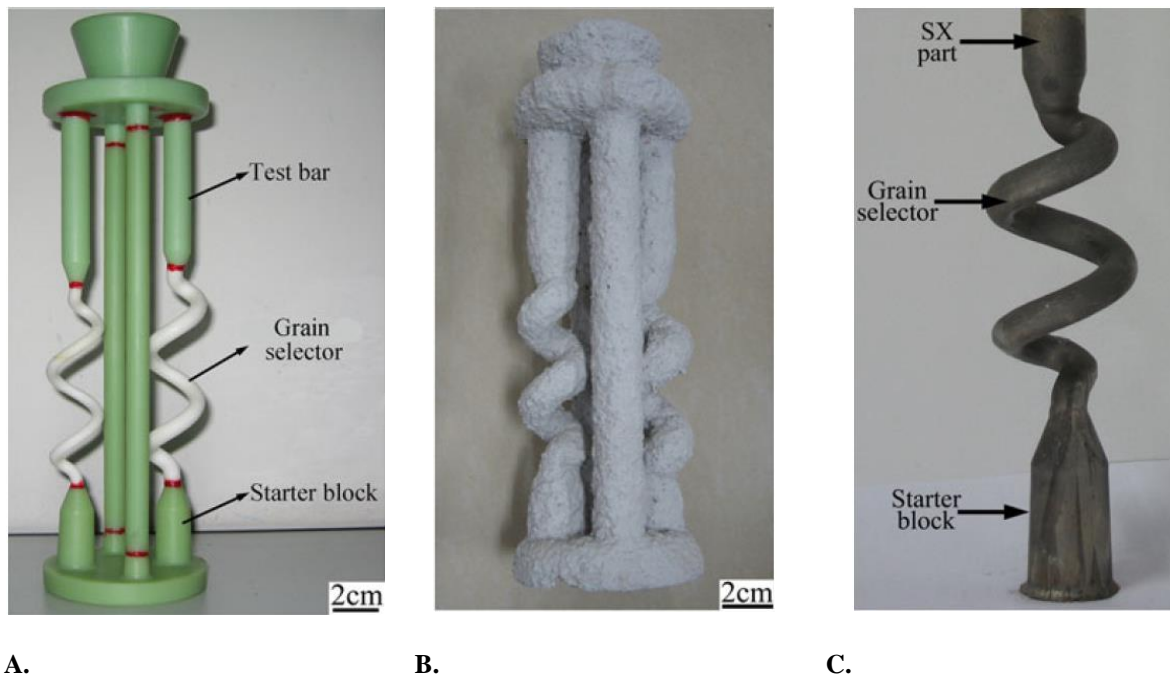 Test bar
Grain
selector
Starter block
2cm
2cm
SX
part
Grain
selector
Starter
block
A.
B.
C.